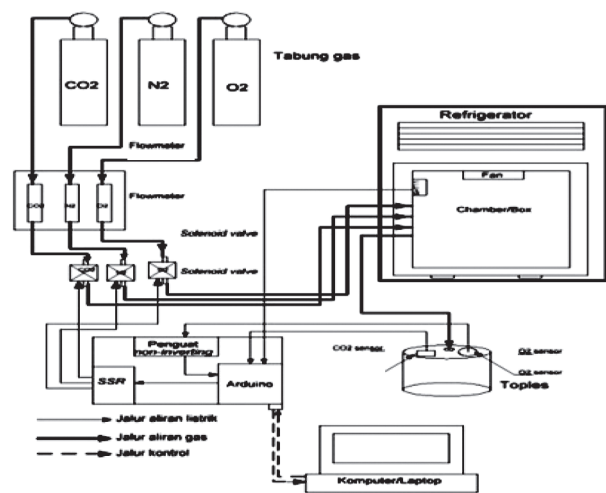 CO2
N2
O2
Tabung gas
Flowmeter
Refrigerator
Fan
Chamber/Box
CO2
N2
O2
Flowmeter
Solenoid valve
Solenoid valve
Penguat
non-inverting
SSR
Arduino
CO2 sensor
O2 sensor
O2 sensor
Toples
Jalur aliran listrik
Jalur aliran gas
Jalur kontrol
Komputer/Laptop